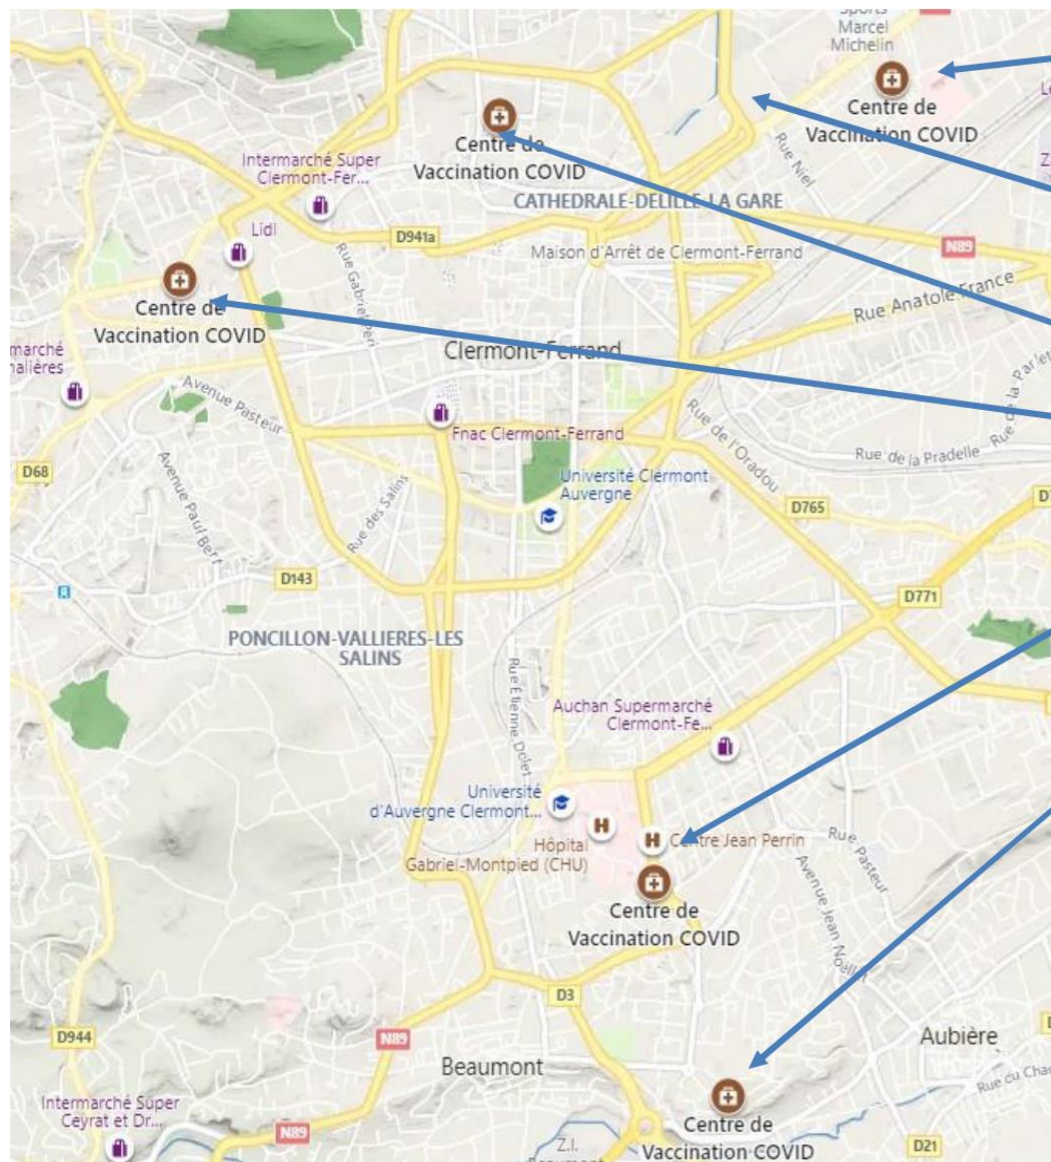 Sports
Marcel
Michelin
Centre de
Vaccination COVID
Centre de
Vaccination COVID
Intermarché Super
Clermont-Fer...
Rue Niel
CATHEDRALE-DELILLE-LA GARE
Lidl
D941a
Maison d'Arrêt de Clermont-Ferrand
N89
Rue Gabriel Péri
Centre de
Vaccination COVID
Rue Anatole France
Clermont-Ferrand
Avenue Pasteur
Fnac Clermont-Ferrand
Rue de l'Oradou
Rue de la Pradelle
D68
Université Clermont
Auvergne
Avenue Paul Bert
Rue des Salins
D765
D143
D771
PONCILLON-VALLIERES-LES
SALINS
Rue Étienne Dolet
Auchan Supermarché
Clermont-Fe...
Université
d'Auvergne Clermont...
Hôpital
Gabriel-Montpied (CHU)
H
H
Centre Jean Perrin
Rue Pasteur
Centre de
Vaccination COVID
Avenue Jean Noëllet
D3
D944
N89
Aubière
Beaumont
Intermarché Super
Ceyrat et Dr...
N89
Centre de
Vaccination COVID
Z.I.
D21